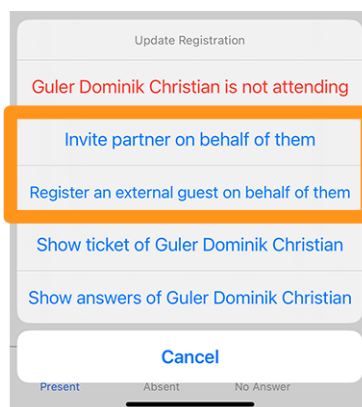 Update Registration
Guler Dominik Christian is not attending
Invite partner on behalf of them
Register an external guest on behalf of them
Show ticket of Guler Dominik Christian
Show answers of Guler Dominik Christian
Cancel
Present Absent No Answer